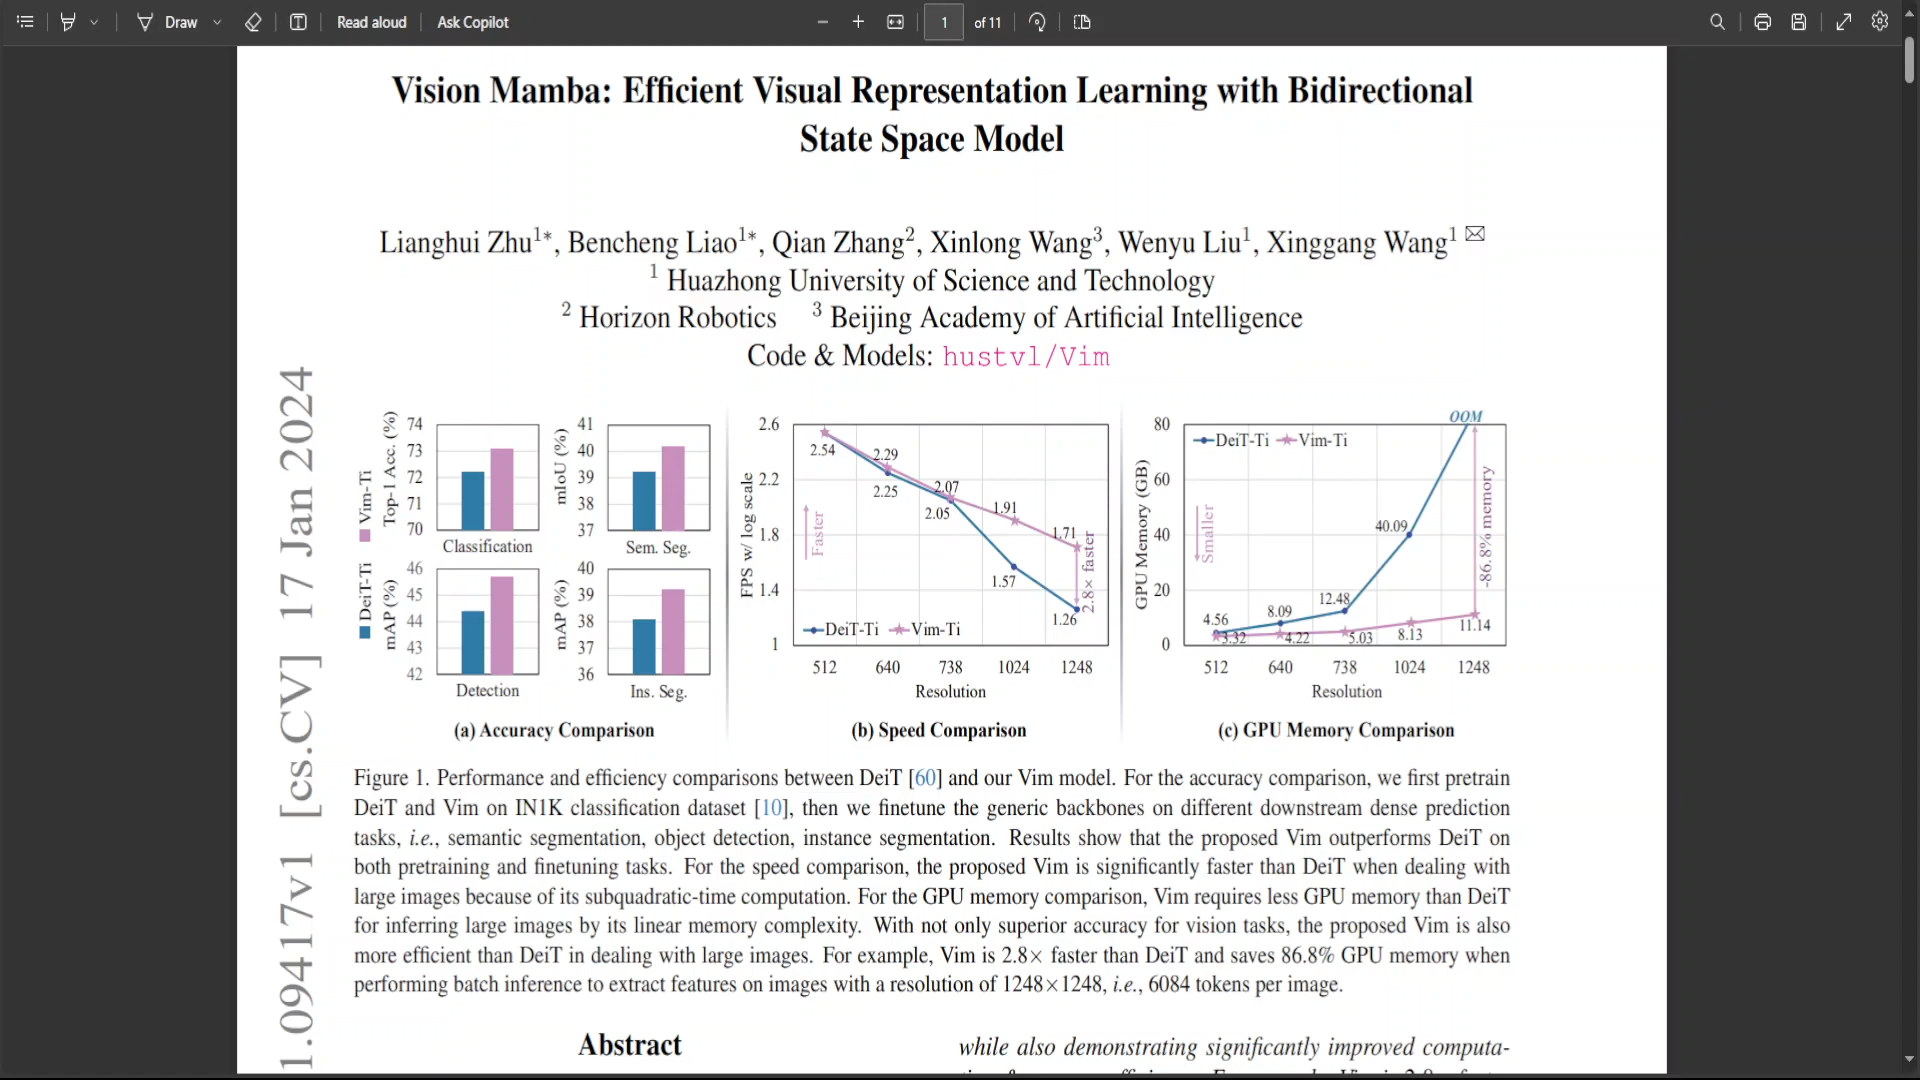 Draw
Read aloud
Ask Copilot
1
of 11
Vision Mamba: Efficient Visual Representation Learning with Bidirectional
State Space Model
Lianghui Zhu1*, Bencheng Liao1*, Qian Zhang2, Xinlong Wang3, Wenyu Liu1, Xinggang Wang1 ✉
1 Huazhong University of Science and Technology
2 Horizon Robotics 3 Beijing Academy of Artificial Intelligence
Code & Models: hustvl/Vim
1.09417v1 [cs.CV] 17 Jan 2024
DeiT-Ti Vim-Ti
Top-1 Acc. (%)
74
73
72
71
70
Classification
mIoU (%)
41
40
39
38
37
Sem. Seg.
mAP (%)
46
45
44
43
42
Detection
mAP (%)
40
39
38
37
36
Ins. Seg.
(a) Accuracy Comparison
FPS w/ log scale
2.6
2.2
1.8
1.4
1
Faster
2.54
2.29
2.25
2.07
2.05
1.91
1.57
1.71
1.26
2.8× faster
DeiT-Ti Vim-Ti
512 640 738 1024 1248
Resolution
(b) Speed Comparison
GPU Memory (GB)
80
60
40
20
0
OOM
DeiT-Ti Vim-Ti
Smaller
4.56
3.32
8.09
4.22
12.48
5.03
40.09
8.13
11.14
-86.8% memory
512 640 738 1024 1248
Resolution
(c) GPU Memory Comparison
Figure 1. Performance and efficiency comparisons between DeiT [60] and our Vim model. For the accuracy comparison, we first pretrain
DeiT and Vim on IN1K classification dataset [10], then we finetune the generic backbones on different downstream dense prediction
tasks, i.e., semantic segmentation, object detection, instance segmentation. Results show that the proposed Vim outperforms DeiT on
both pretraining and finetuning tasks. For the speed comparison, the proposed Vim is significantly faster than DeiT when dealing with
large images because of its subquadratic-time computation. For the GPU memory comparison, Vim requires less GPU memory than DeiT
for inferring large images by its linear memory complexity. With not only superior accuracy for vision tasks, the proposed Vim is also
more efficient than DeiT in dealing with large images. For example, Vim is 2.8× faster than DeiT and saves 86.8% GPU memory when
performing batch inference to extract features on images with a resolution of 1248×1248, i.e., 6084 tokens per image.
Abstract
while also demonstrating significantly improved computa-